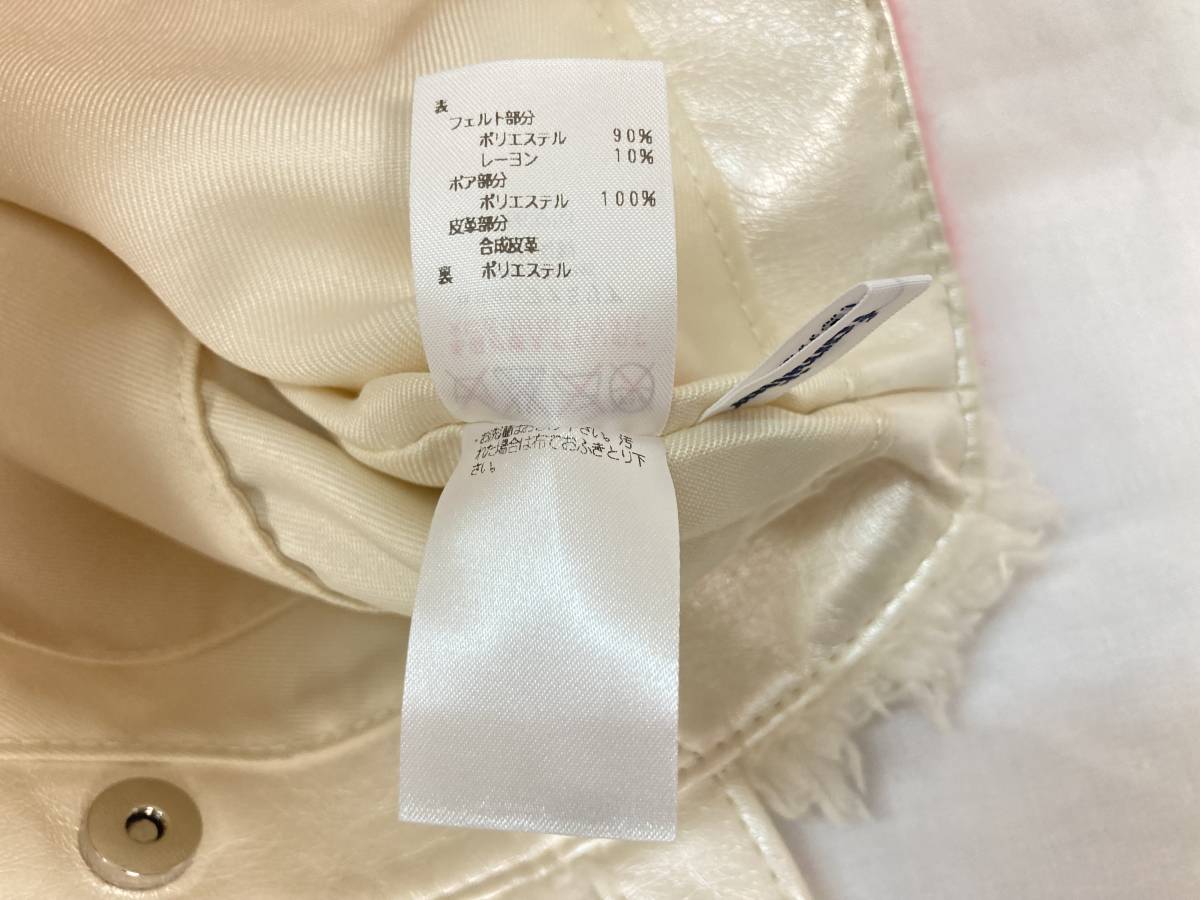 表
フェルト部分
ポリエステル 90%
レーヨン 10%
ボア部分
ポリエステル 100%
皮革部分
合成皮革
裏 ポリエステル
れた場合は布でおふきとり下
さい。